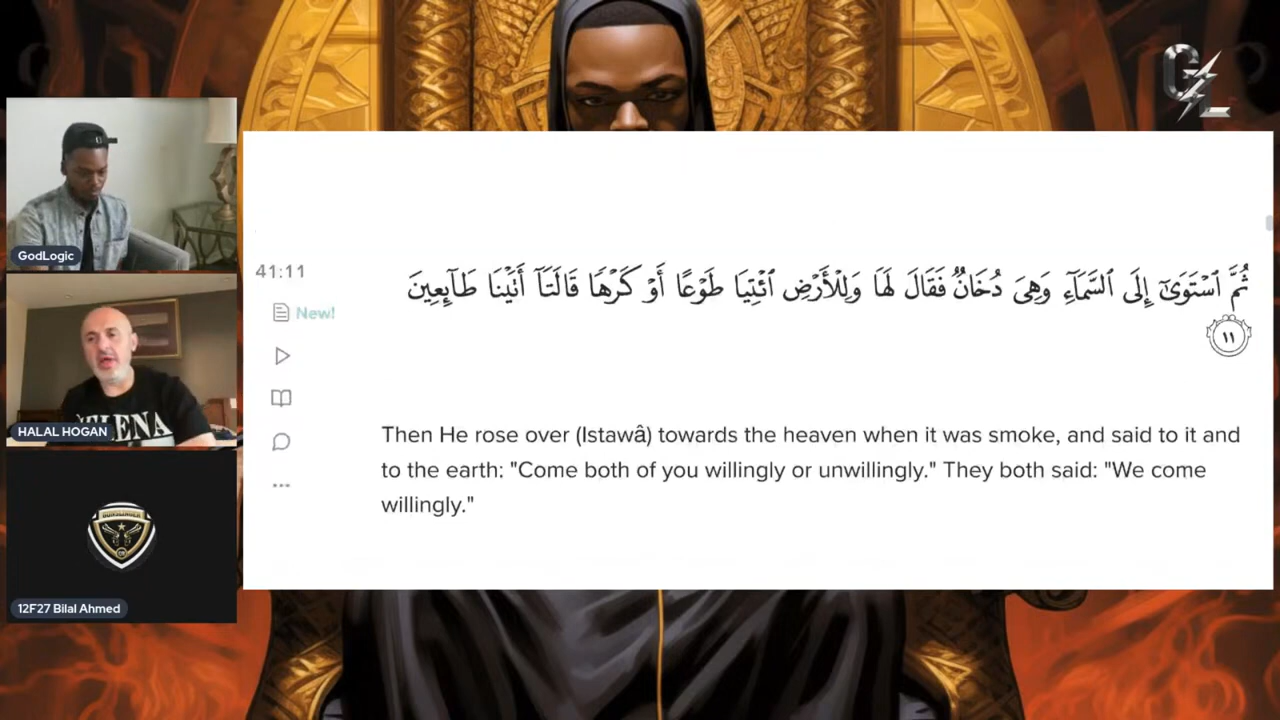 GodLogic
HALAL HOGAN
12F27 Bilal Ahmed
GL
41:11
New!
ثُمَّ ٱسْتَوَىٰٓ إِلَى ٱلسَّمَآءِ وَهِىَ دُخَانٌ فَقَالَ لَهَا وَلِلْأَرْضِ ٱئْتِيَا طَوْعًا أَوْ كَرْهًا قَالَتَآ أَتَيْنَا طَآئِعِينَ
١١
Then He rose over (Istawâ) towards the heaven when it was smoke, and said to it and
to the earth: "Come both of you willingly or unwillingly." They both said: "We come
willingly."